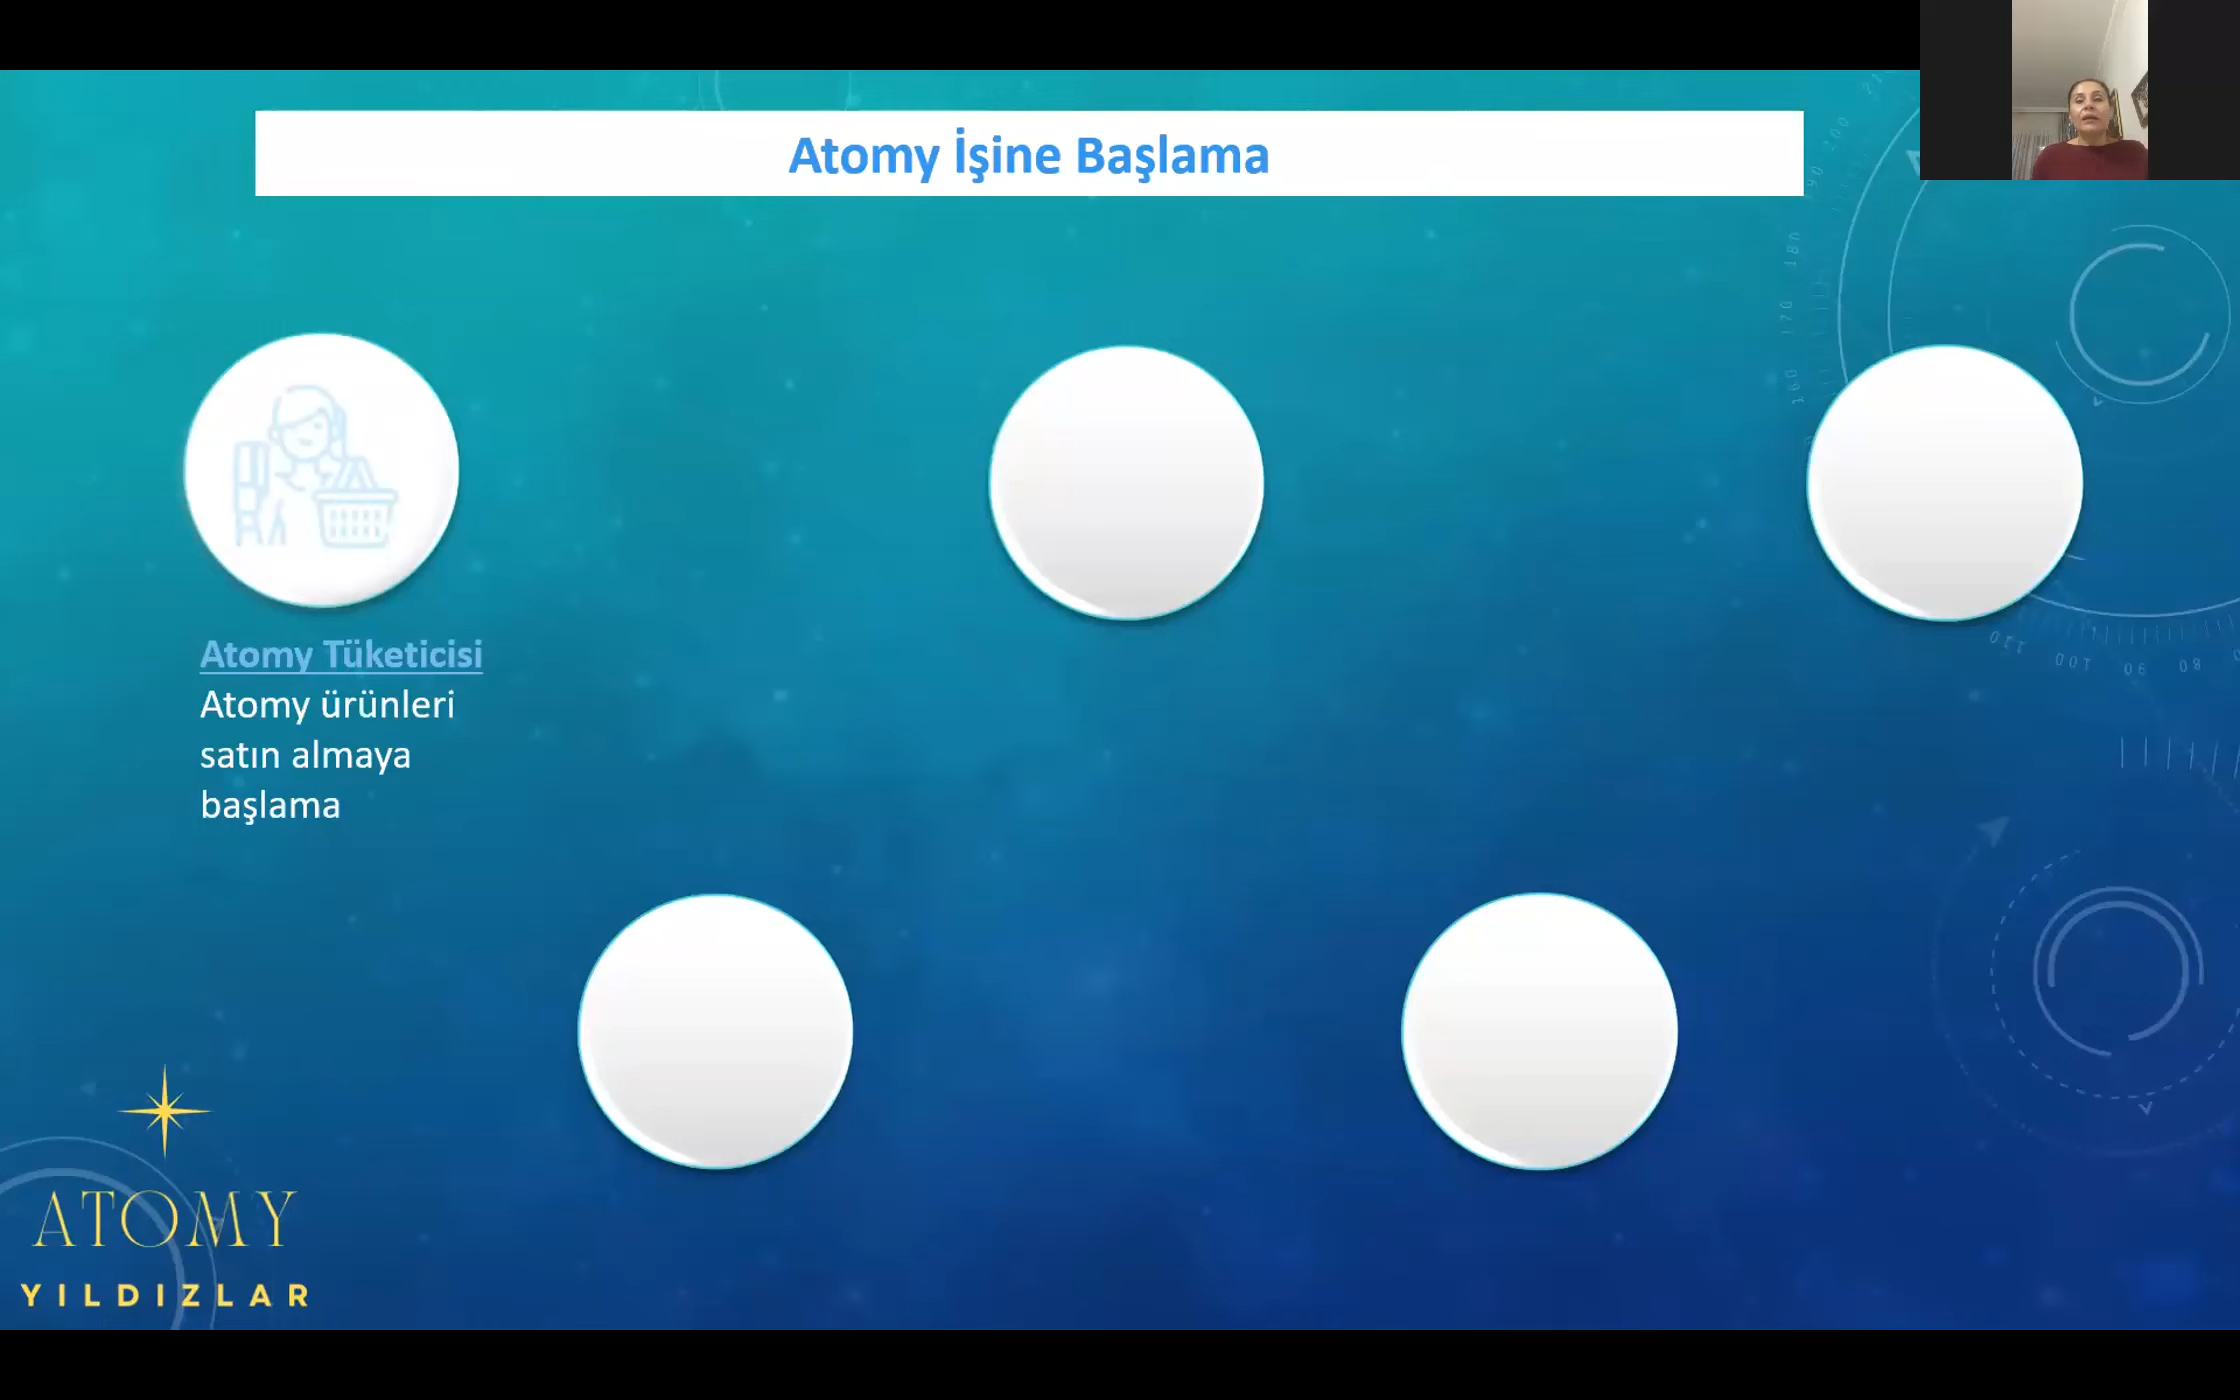 Atomy İşine Başlama
Atomy Tüketicisi
Atomy ürünleri
satın almaya
başlama
ATOMY
YILDIZLAR